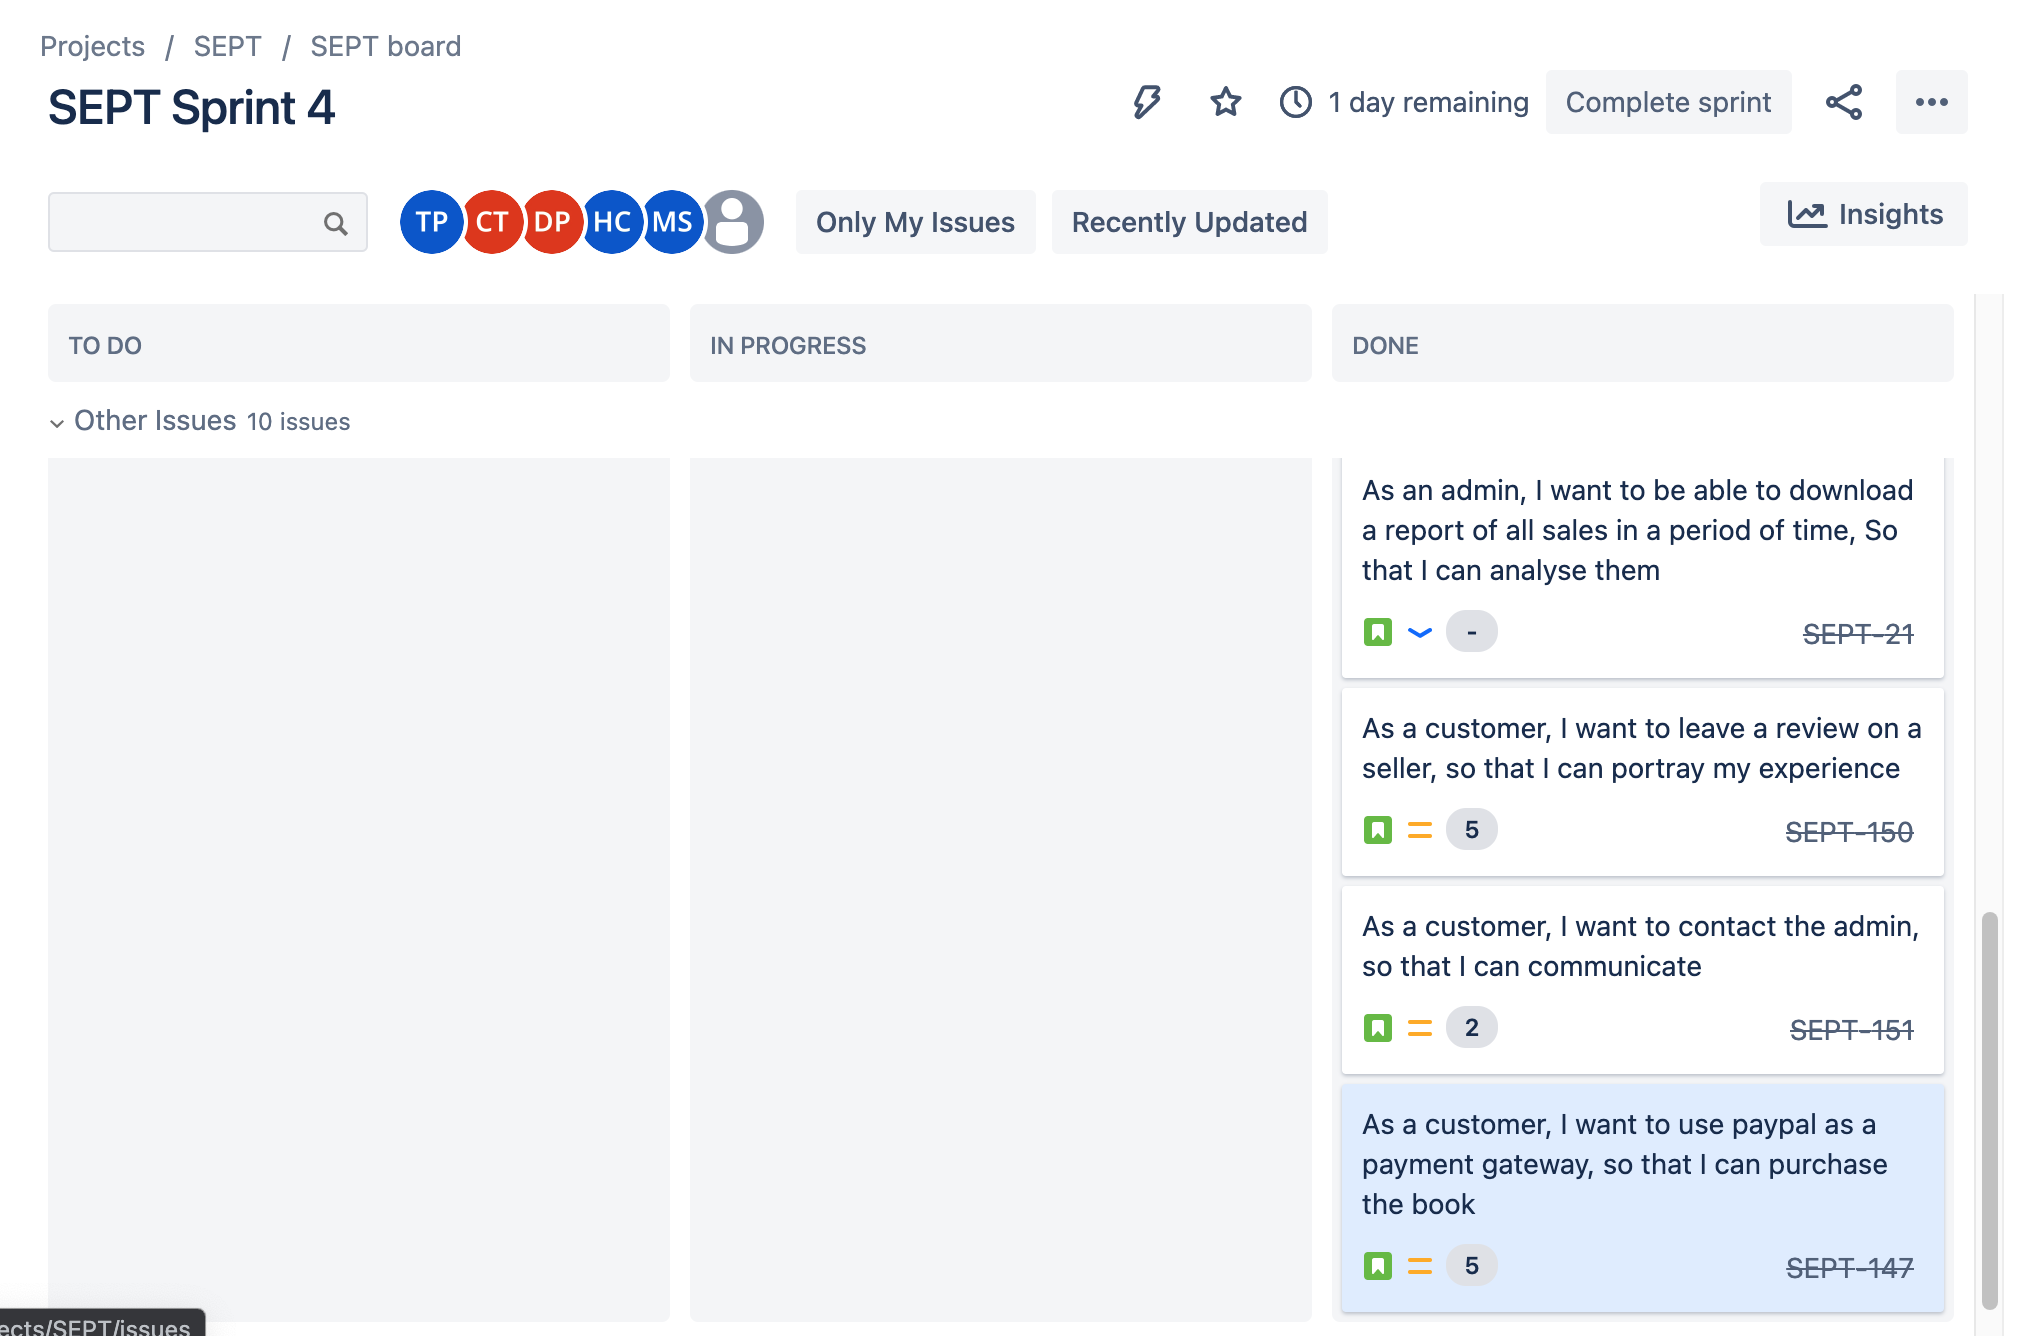 Projects / SEPT / SEPT board
SEPT Sprint 4
1 day remaining
Complete sprint
TP CT DP HC MS
Only My Issues
Recently Updated
Insights
TO DO
IN PROGRESS
DONE
Other Issues 10 issues
As an admin, I want to be able to download
a report of all sales in a period of time, So
that I can analyse them
-
SEPT-21
As a customer, I want to leave a review on a
seller, so that I can portray my experience
5
SEPT-150
As a customer, I want to contact the admin,
so that I can communicate
2
SEPT-151
As a customer, I want to use paypal as a
payment gateway, so that I can purchase
the book
5
SEPT-147
ects/SEPT/issues